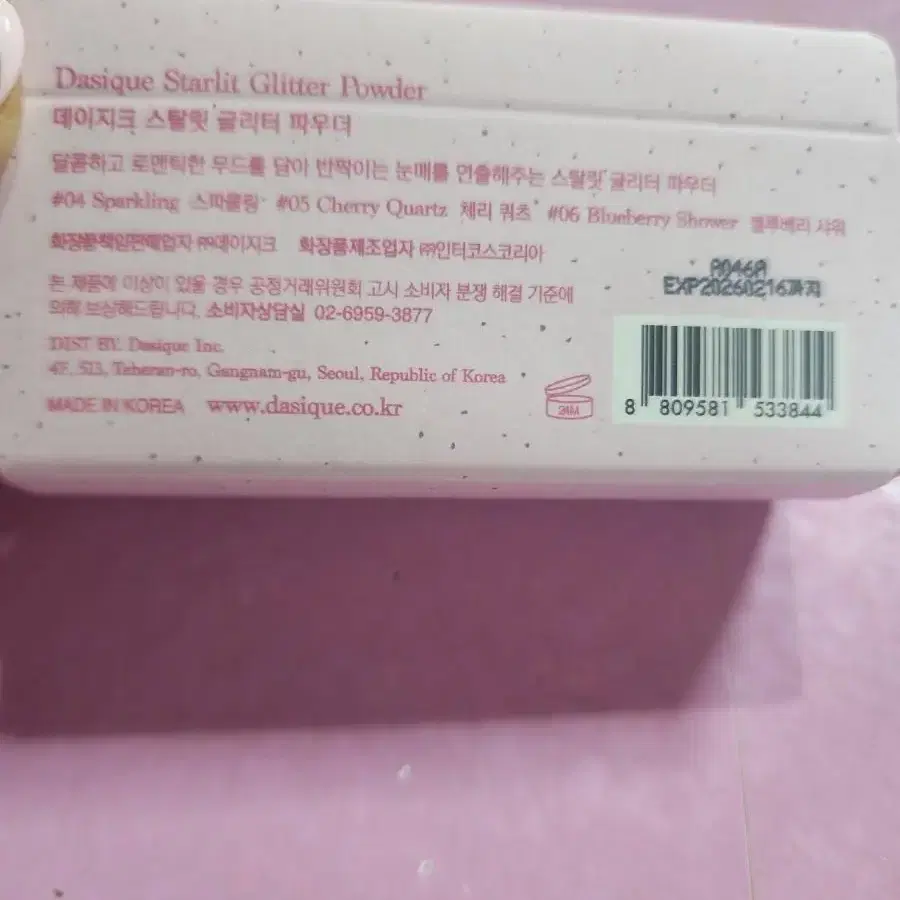 Dasique Starlit Glitter Powder
데이지크 스탈릿 글리터 파우더
달콤하고 로맨틱한 무드를 담아 반짝이는 눈매를 연출해주는 스탈릿 글리터 파우더
#04 Sparkling 스파클링 #05 Cherry Quartz 체리 쿼츠 #06 Blueberry Shower 블루베리 샤워
화장품책임판매업자 ㈜데이지크 화장품제조업자 ㈜인터코스코리아
본 제품에 이상이 있을 경우 공정거래위원회 고시 소비자 분쟁 해결 기준에
의해 보상해드립니다. 소비자상담실 02-6959-3877
DIST BY. Dasique Inc.
4F, 513, Teheran-ro, Gangnam-gu, Seoul, Republic of Korea
MADE IN KOREA www.dasique.co.kr
24M
A046A
EXP20260216까지
8 809581 533844